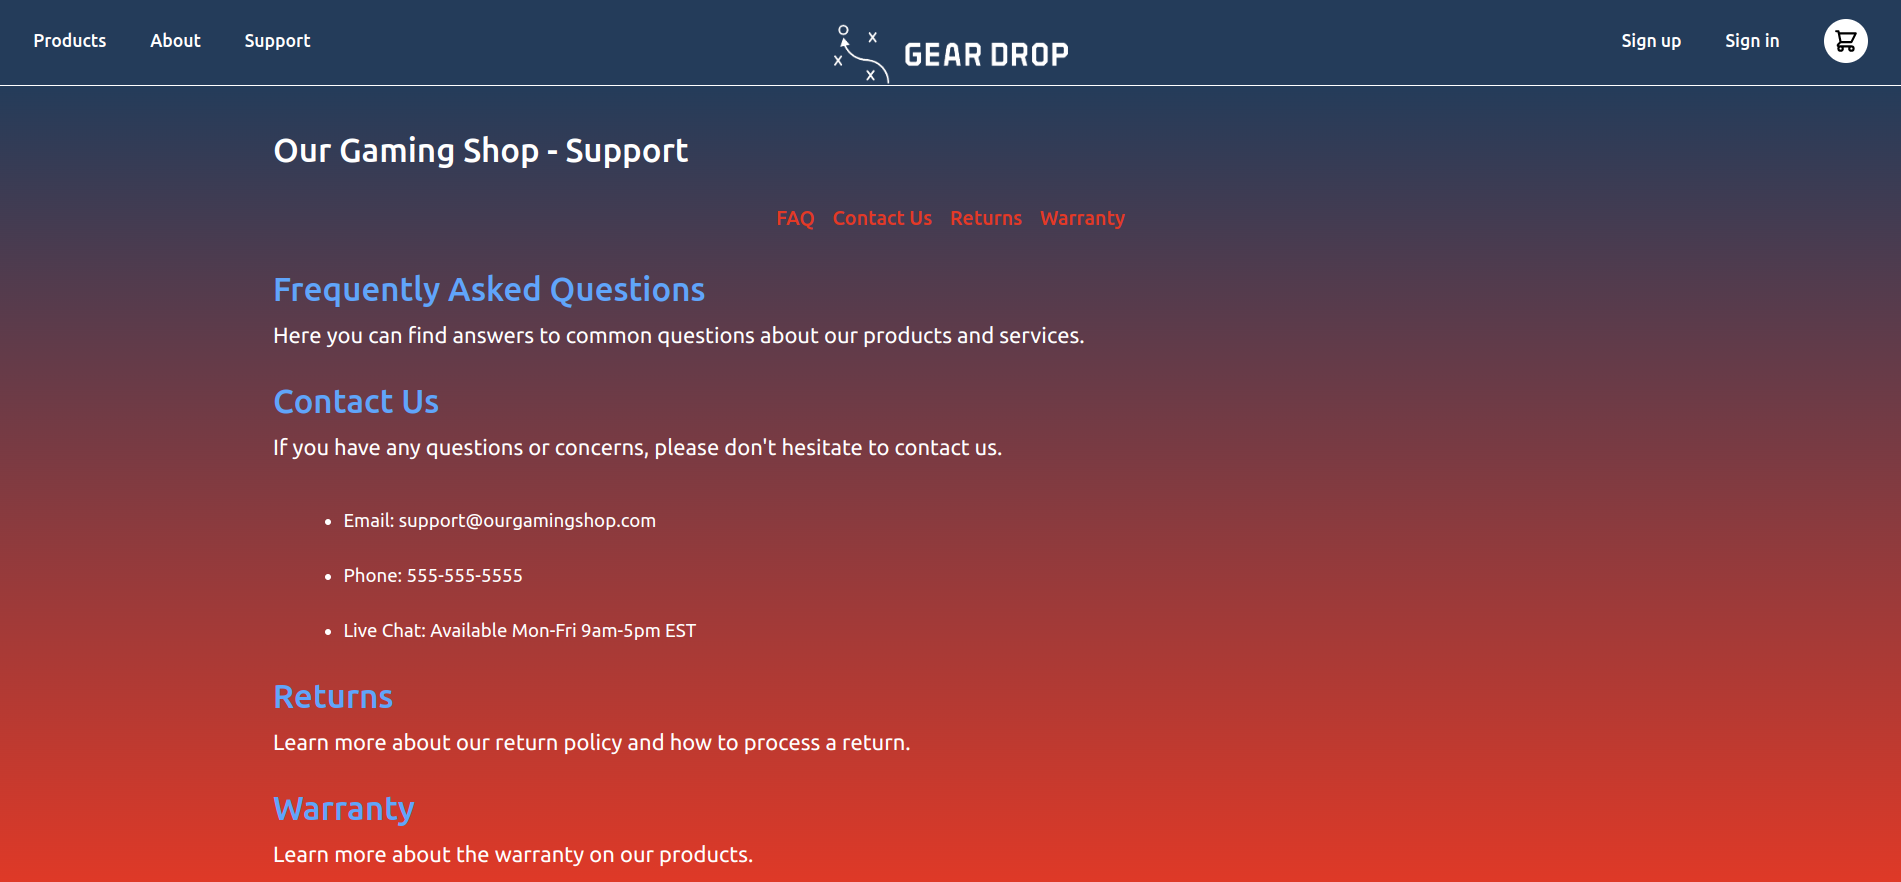 Products About Support GEAR DROP Sign up Sign in
Our Gaming Shop - Support
FAQ Contact Us Returns Warranty
Frequently Asked Questions
Here you can find answers to common questions about our products and services.
Contact Us
If you have any questions or concerns, please don't hesitate to contact us.
• Email: support@ourgamingshop.com
• Phone: 555-555-5555
• Live Chat: Available Mon-Fri 9am-5pm EST
Returns
Learn more about our return policy and how to process a return.
Warranty
Learn more about the warranty on our products.